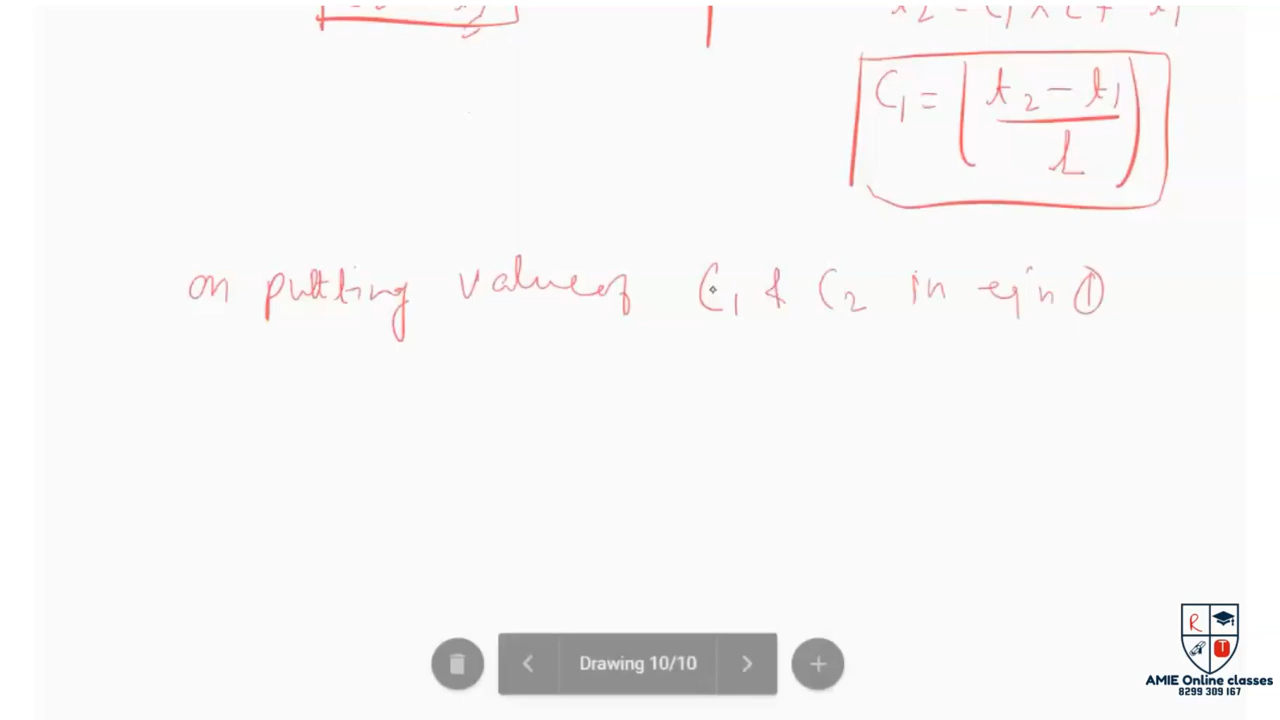 C₁ = (t₂ - t₁ / L)
on putting value of C₁ & C₂ in eqn ①
Drawing 10/10
R
T
AMIE Online classes
8299 309 167